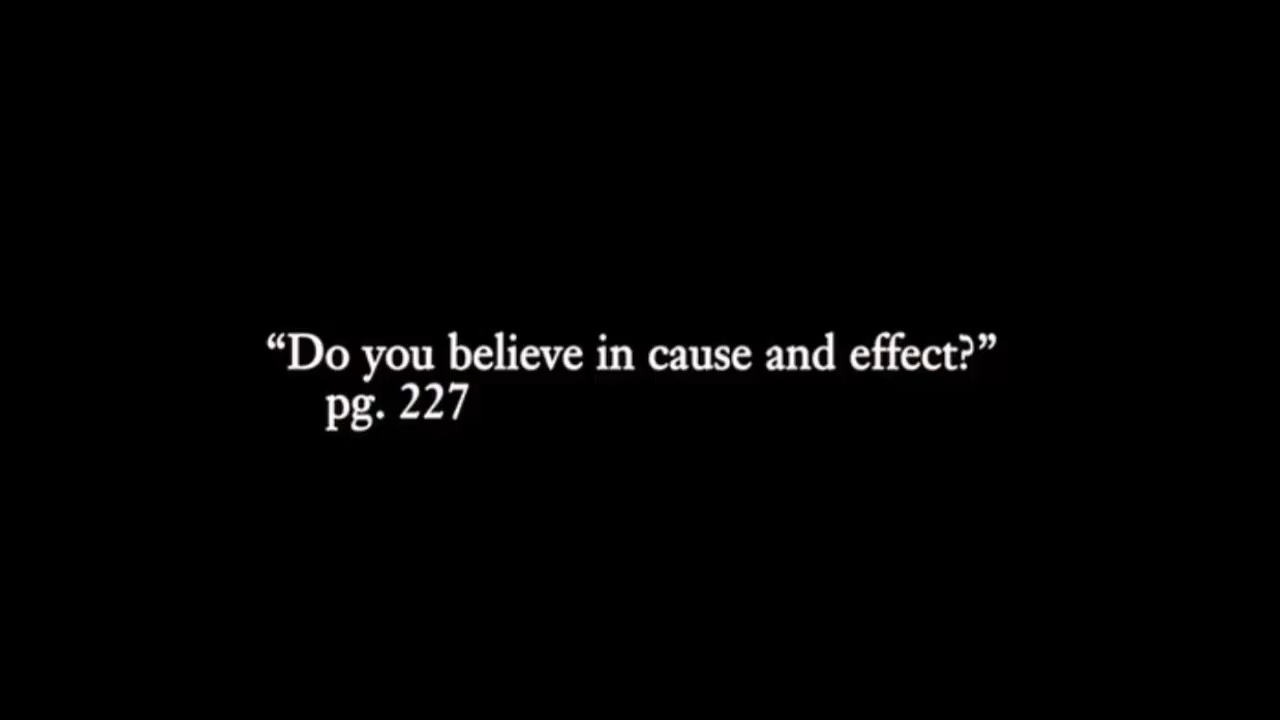 “Do you believe in cause and effect?”
pg. 227